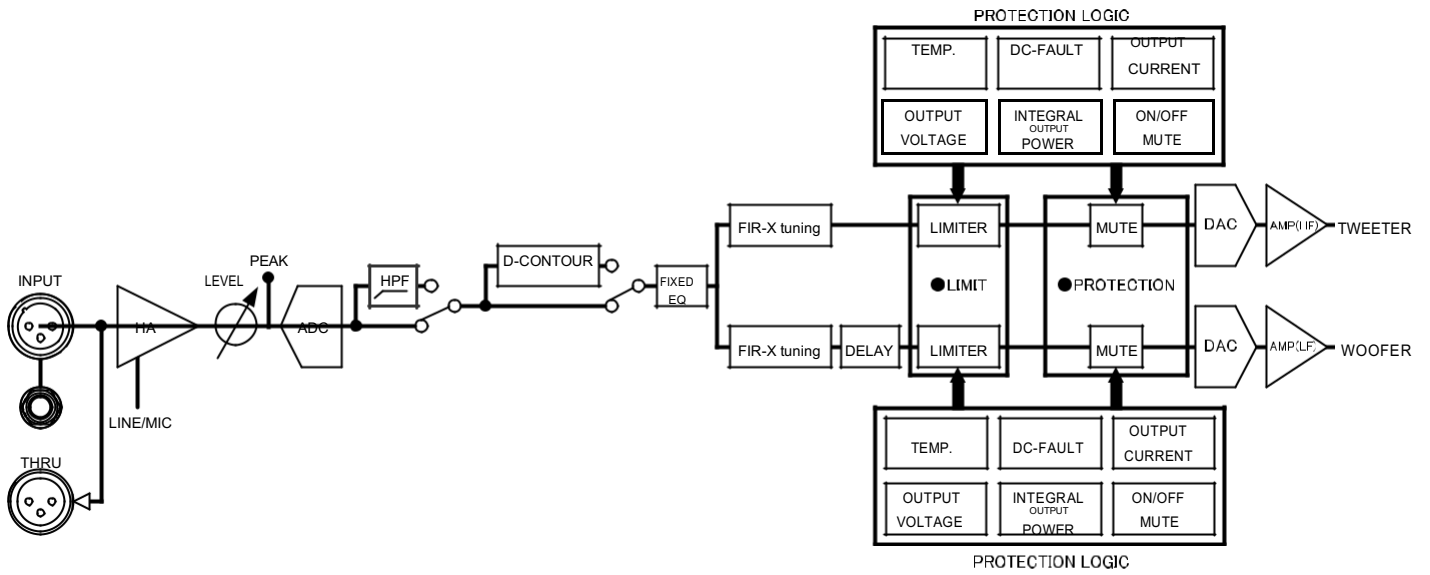 PROTECTION LOGIC
TEMP.
DC-FAULT
OUTPUT
CURRENT
OUTPUT
VOLTAGE
INTEGRAL
OUTPUT
POWER
ON/OFF
MUTE
FIR-X tuning
LIMITER
MUTE
DAC
AMP(HF)
TWEETER
INPUT
HA
LEVEL
PEAK
ADC
HPF
D-CONTOUR
FIXED
EQ
LIMIT
PROTECTION
FIR-X tuning
DELAY
LIMITER
MUTE
DAC
AMP(LF)
WOOFER
LINE/MIC
THRU
TEMP.
DC-FAULT
OUTPUT
CURRENT
OUTPUT
VOLTAGE
INTEGRAL
OUTPUT
POWER
ON/OFF
MUTE
PROTECTION LOGIC